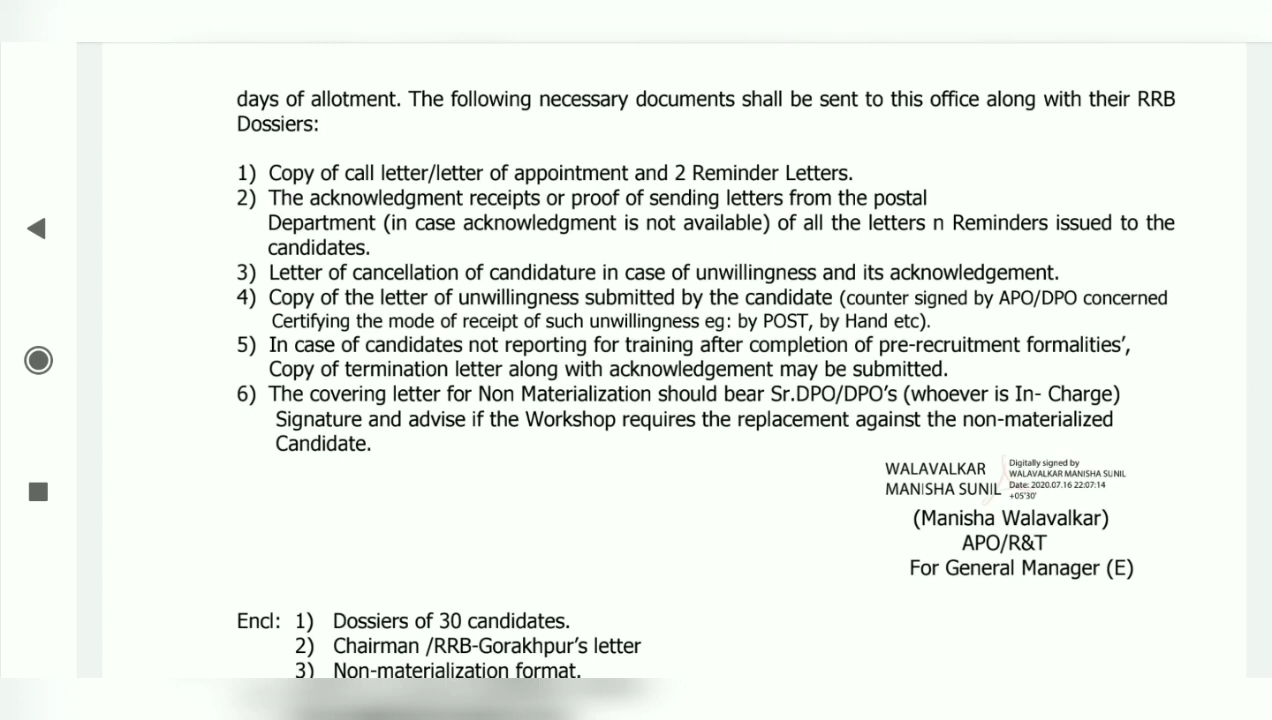 days of allotment. The following necessary documents shall be sent to this office along with their RRB
Dossiers:
1) Copy of call letter/letter of appointment and 2 Reminder Letters.
2) The acknowledgment receipts or proof of sending letters from the postal
Department (in case acknowledgment is not available) of all the letters n Reminders issued to the
candidates.
3) Letter of cancellation of candidature in case of unwillingness and its acknowledgement.
4) Copy of the letter of unwillingness submitted by the candidate (counter signed by APO/DPO concerned
Certifying the mode of receipt of such unwillingness eg: by POST, by Hand etc).
5) In case of candidates not reporting for training after completion of pre-recruitment formalities’,
Copy of termination letter along with acknowledgement may be submitted.
6) The covering letter for Non Materialization should bear Sr.DPO/DPO’s (whoever is In- Charge)
Signature and advise if the Workshop requires the replacement against the non-materialized
Candidate.
WALAVALKAR
MANISHA SUNIL
Digitally signed by
WALAVALKAR MANISHA SUNIL
Date: 2020.07.16 22:07:14
+05'30'
(Manisha Walavalkar)
APO/R&T
For General Manager (E)
Encl: 1) Dossiers of 30 candidates.
2) Chairman /RRB-Gorakhpur’s letter
3) Non-materialization format.